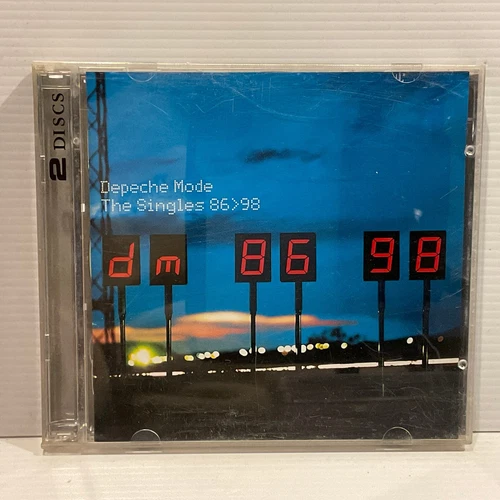 2 DISCS
Depeche Mode
The Singles 86>98
dm 86 98